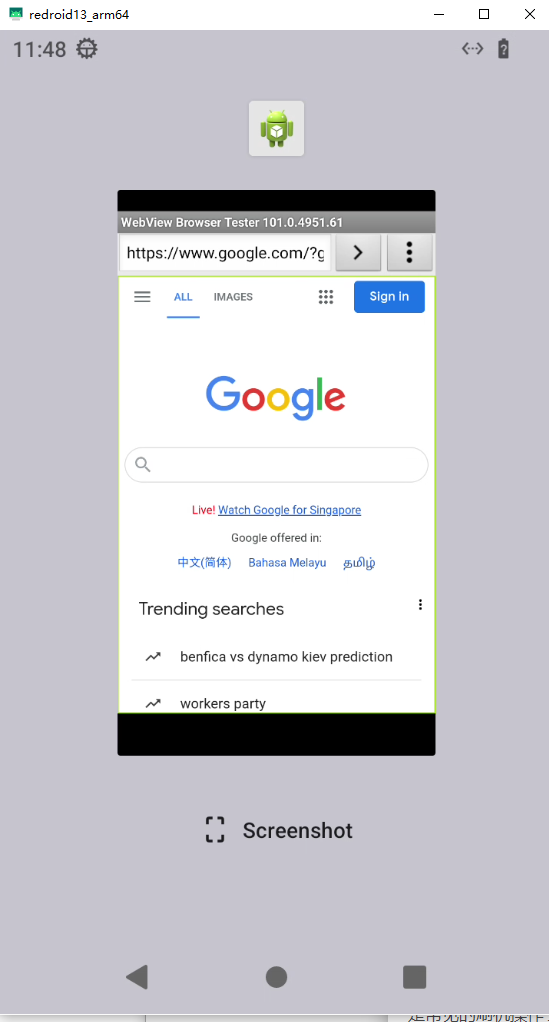 redroid13_arm64
11:48
WebView Browser Tester 101.0.4951.61
https://www.google.com/?g
ALL IMAGES Sign in
Google
Live! Watch Google for Singapore
Google offered in:
中文(简体) Bahasa Melayu தமிழ்
Trending searches
benfica vs dynamo kiev prediction
workers party
Screenshot